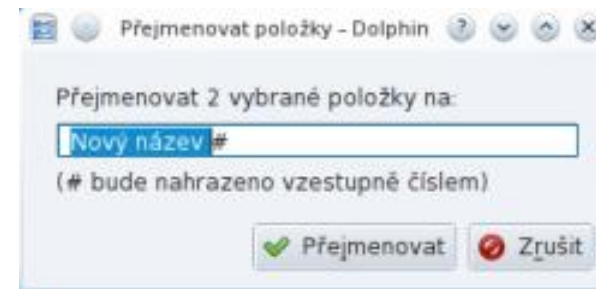 Přejmenovat položky – Dolphin
Přejmenovat 2 vybrané položky na:
Nový název #
(# bude nahrazeno vzestupně číslem)
Přejmenovat Zrušit